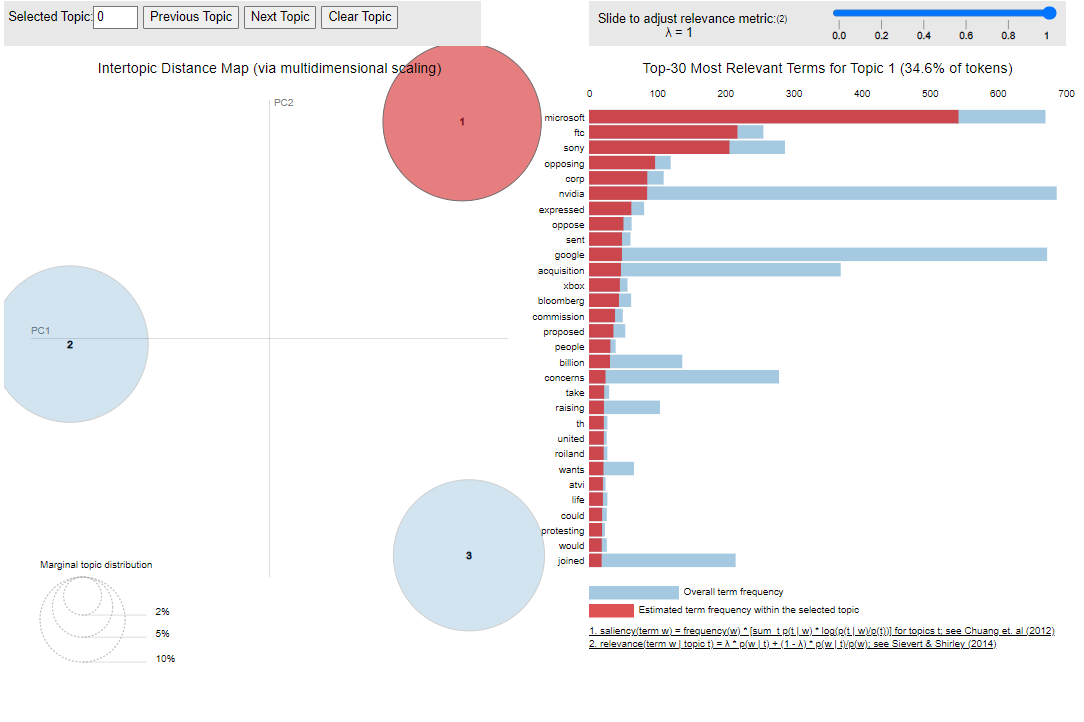 Selected Topic: 0 Previous Topic Next Topic Clear Topic
Slide to adjust relevance metric:(2)
λ = 1
0.0 0.2 0.4 0.6 0.8 1
Intertopic Distance Map (via multidimensional scaling)
PC2
PC1
1
2
3
Marginal topic distribution
2%
5%
10%
Top-30 Most Relevant Terms for Topic 1 (34.6% of tokens)
0 100 200 300 400 500 600 700
microsoft
ftc
sony
opposing
corp
nvidia
expressed
oppose
sent
google
acquisition
xbox
bloomberg
commission
proposed
people
billion
concerns
take
raising
th
united
roiland
wants
atvi
life
could
protesting
would
joined
Overall term frequency
Estimated term frequency within the selected topic
1. saliency(term w) = frequency(w) * [sum_t p(t | w) * log(p(t | w)/p(t))] for topics t; see Chuang et. al (2012)
2. relevance(term w | topic t) = λ * p(w | t) + (1 - λ) * p(w | t)/p(w); see Sievert & Shirley (2014)